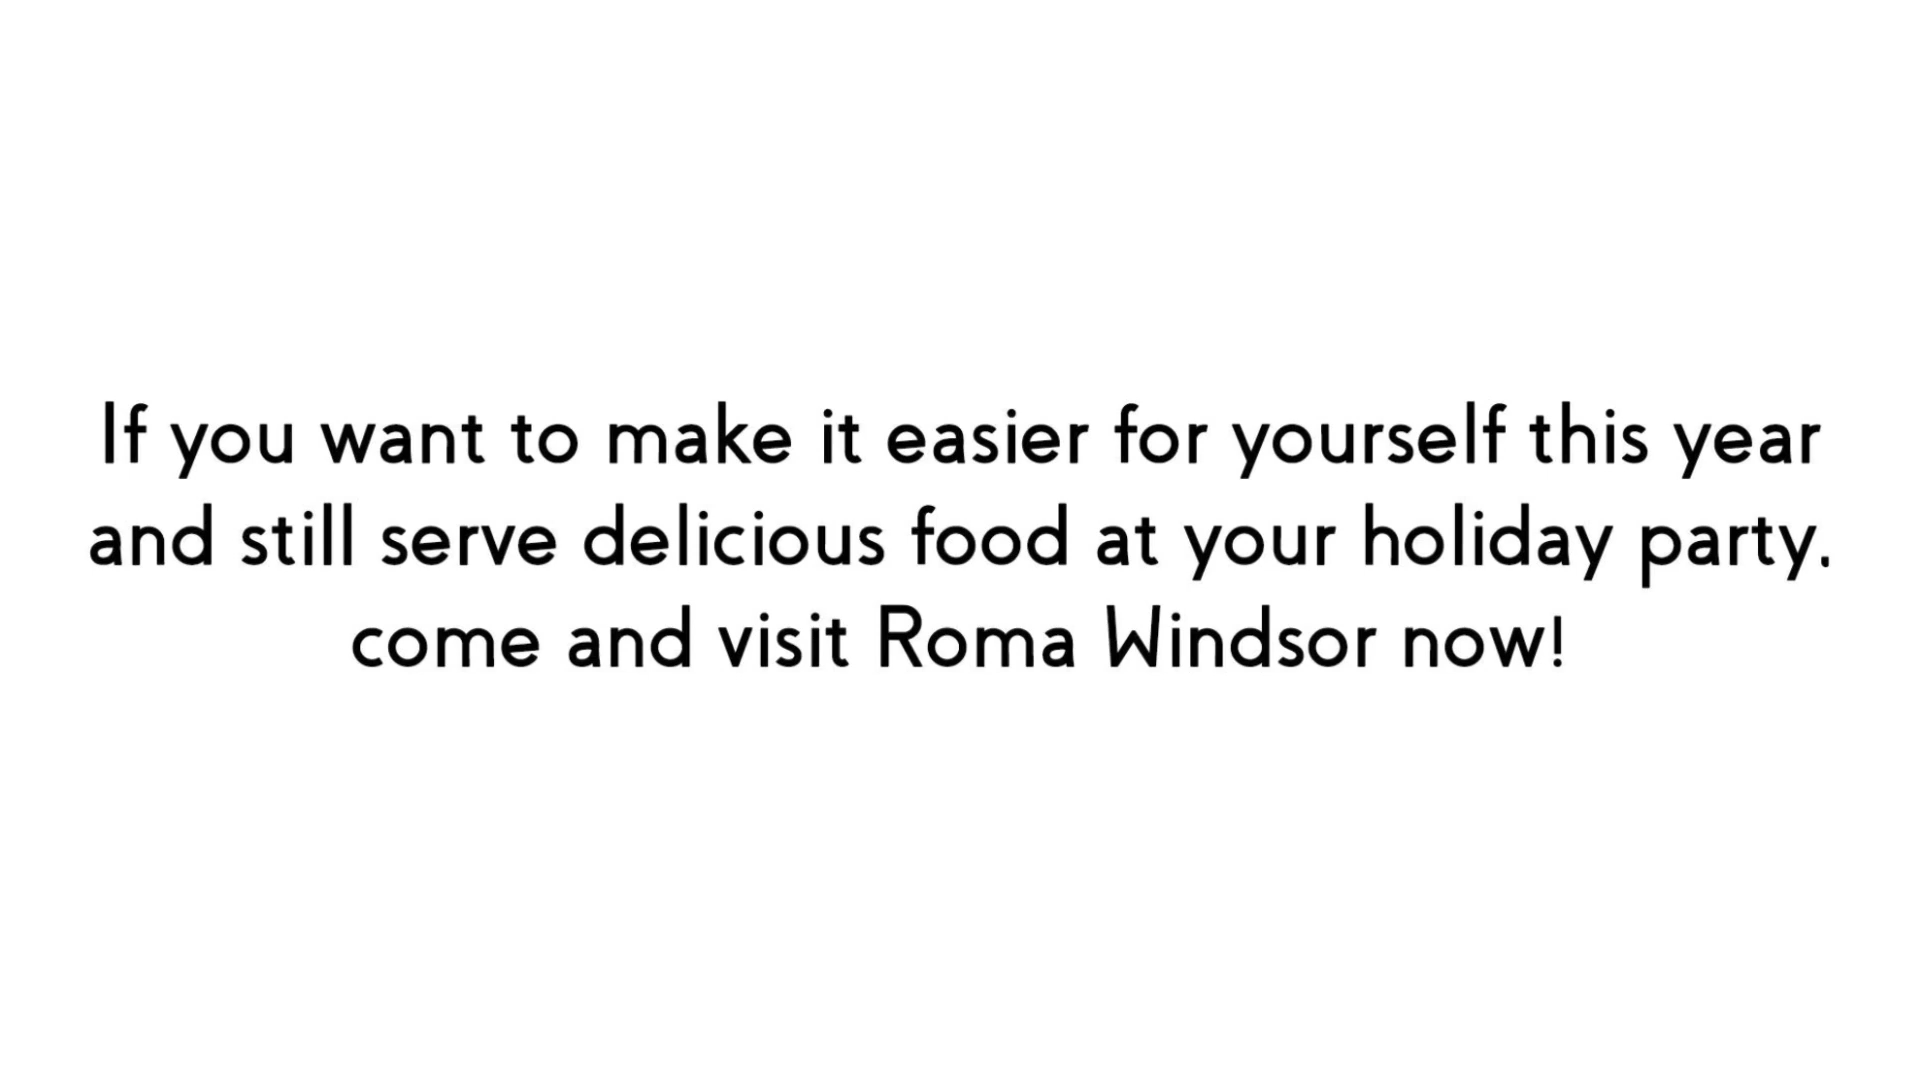 If you want to make it easier for yourself this year
and still serve delicious food at your holiday party,
come and visit Roma Windsor now!